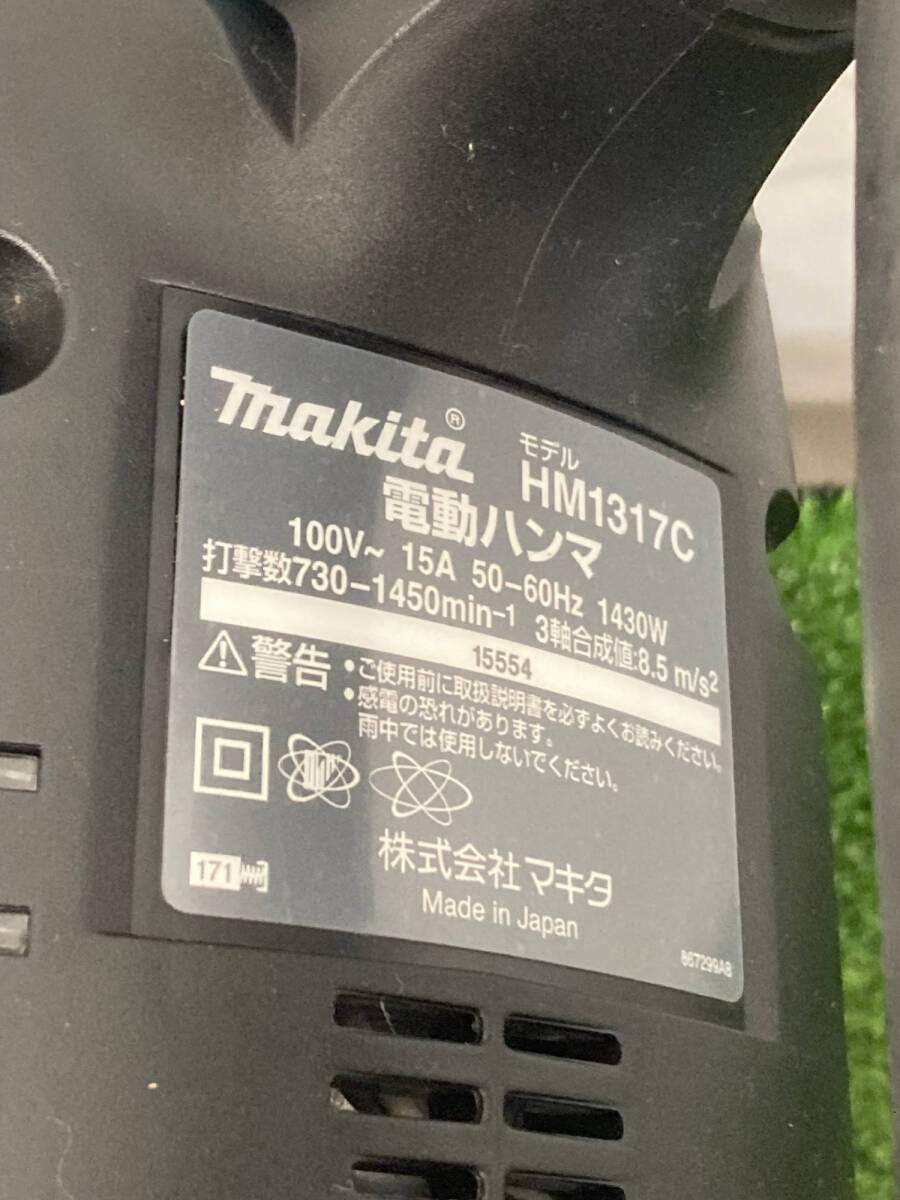 makita®
モデル
HM1317C
電動ハンマ
100V~ 15A 50-60Hz 1430W
打撃数730-1450min-1 3軸合成値:8.5 m/s2
15554
警告
•ご使用前に取扱説明書を必ずよくお読みください。
•感電の恐れがあります。
雨中では使用しないでください。
171
株式会社マキタ
Made in Japan
867299A8